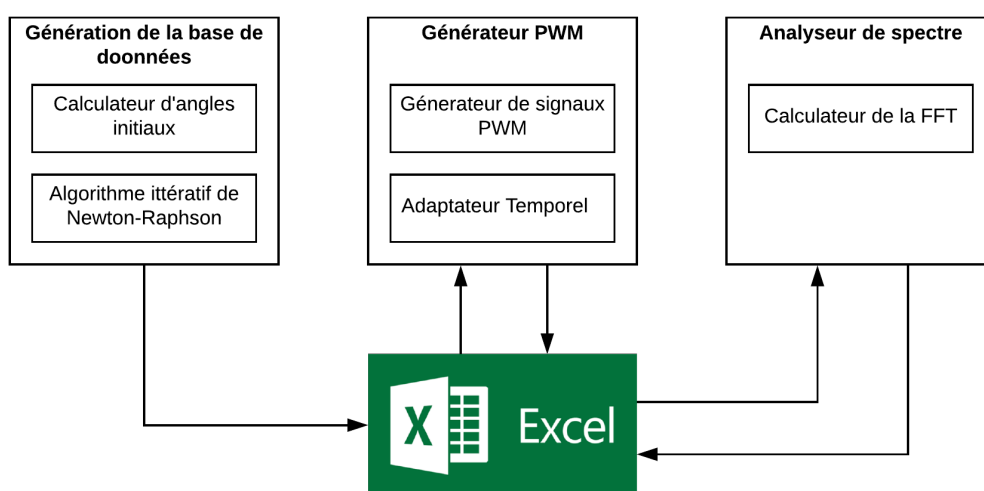 Génération de la base de
doonnées
Calculateur d'angles
initiaux
Algorithme ittératif de
Newton-Raphson
Générateur PWM
Génerateur de signaux
PWM
Adaptateur Temporel
Analyseur de spectre
Calculateur de la FFT
X
Excel